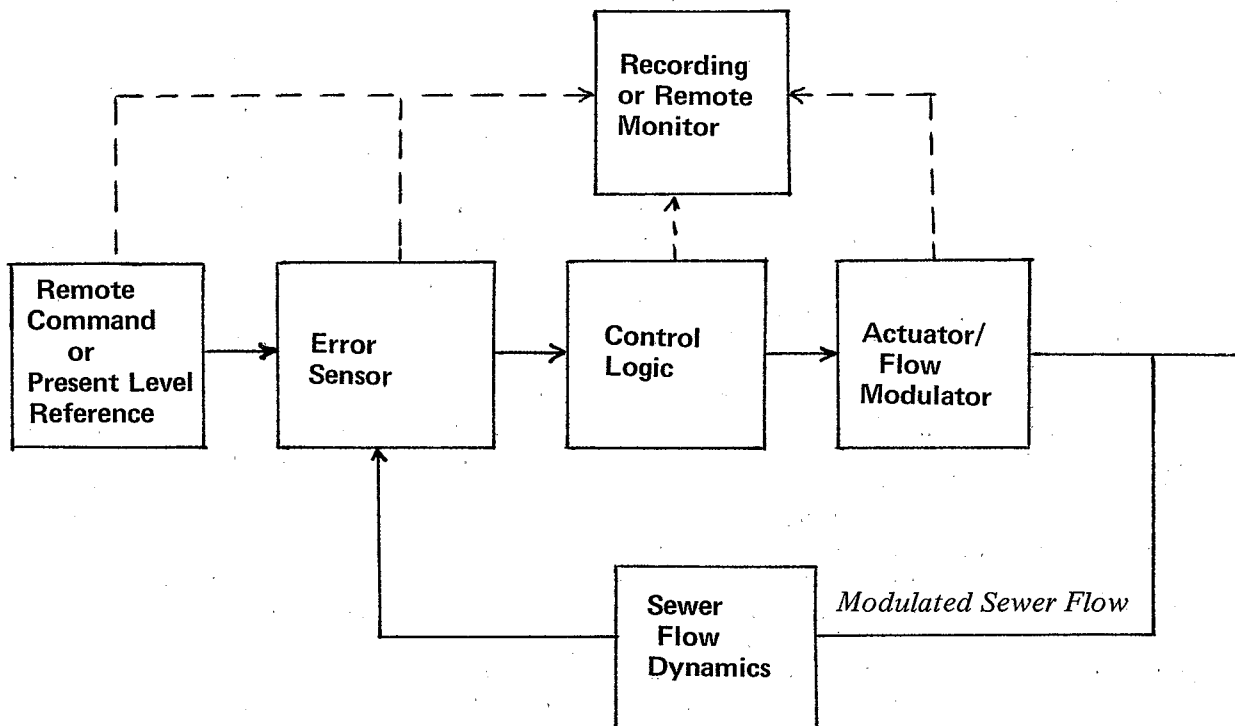 Recording
or Remote
Monitor
Remote
Command
or
Present Level
Reference
Error
Sensor
Control
Logic
Actuator/
Flow
Modulator
Sewer
Flow
Dynamics
Modulated Sewer Flow